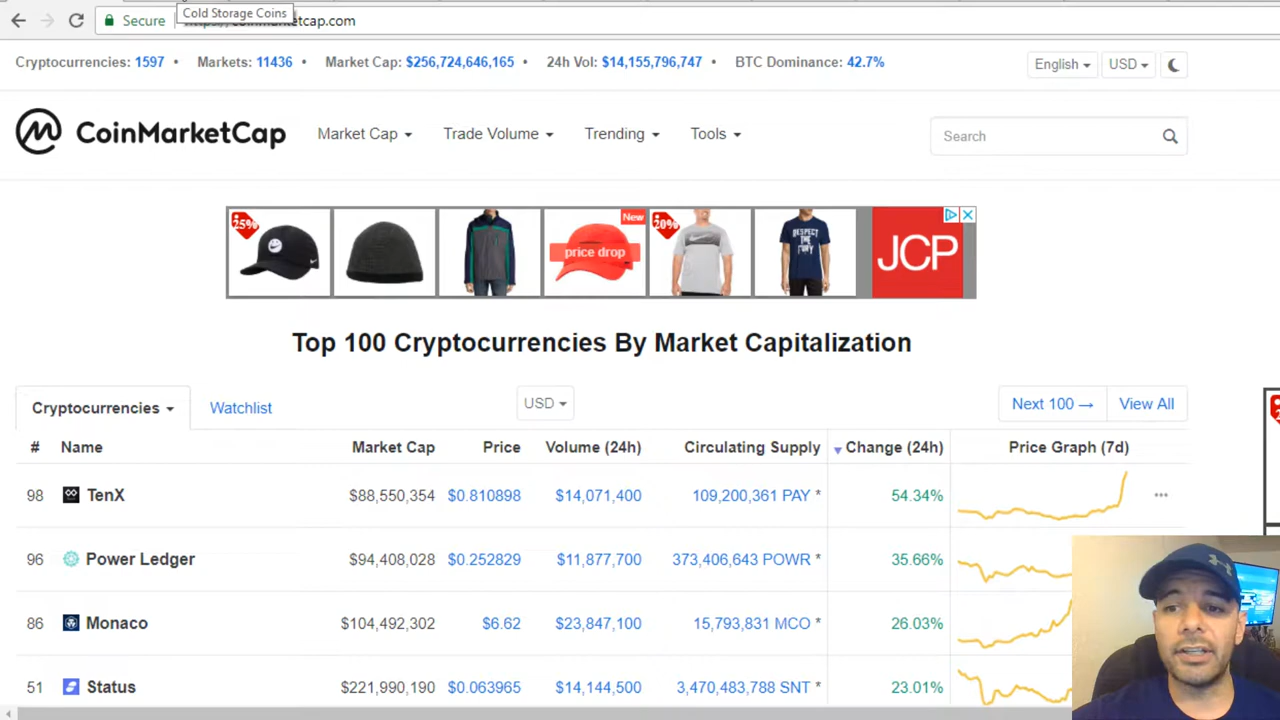 Cold Storage Coins
Secure
coinmarketcap.com
Cryptocurrencies: 1597 • Markets: 11436 • Market Cap: $256,724,646,165 • 24h Vol: $14,155,796,747 • BTC Dominance: 42.7%
English USD
CoinMarketCap Market Cap Trade Volume Trending Tools Search
25% New price drop 20% RESPECT THE JCP
Top 100 Cryptocurrencies By Market Capitalization
Cryptocurrencies Watchlist USD Next 100 → View All
# Name Market Cap Price Volume (24h) Circulating Supply Change (24h) Price Graph (7d)
98 TenX $88,550,354 $0.810898 $14,071,400 109,200,361 PAY * 54.34%
96 Power Ledger $94,408,028 $0.252829 $11,877,700 373,406,643 POWR * 35.66%
86 Monaco $104,492,302 $6.62 $23,847,100 15,793,831 MCO * 26.03%
51 Status $221,990,190 $0.063965 $14,144,500 3,470,483,788 SNT * 23.01%